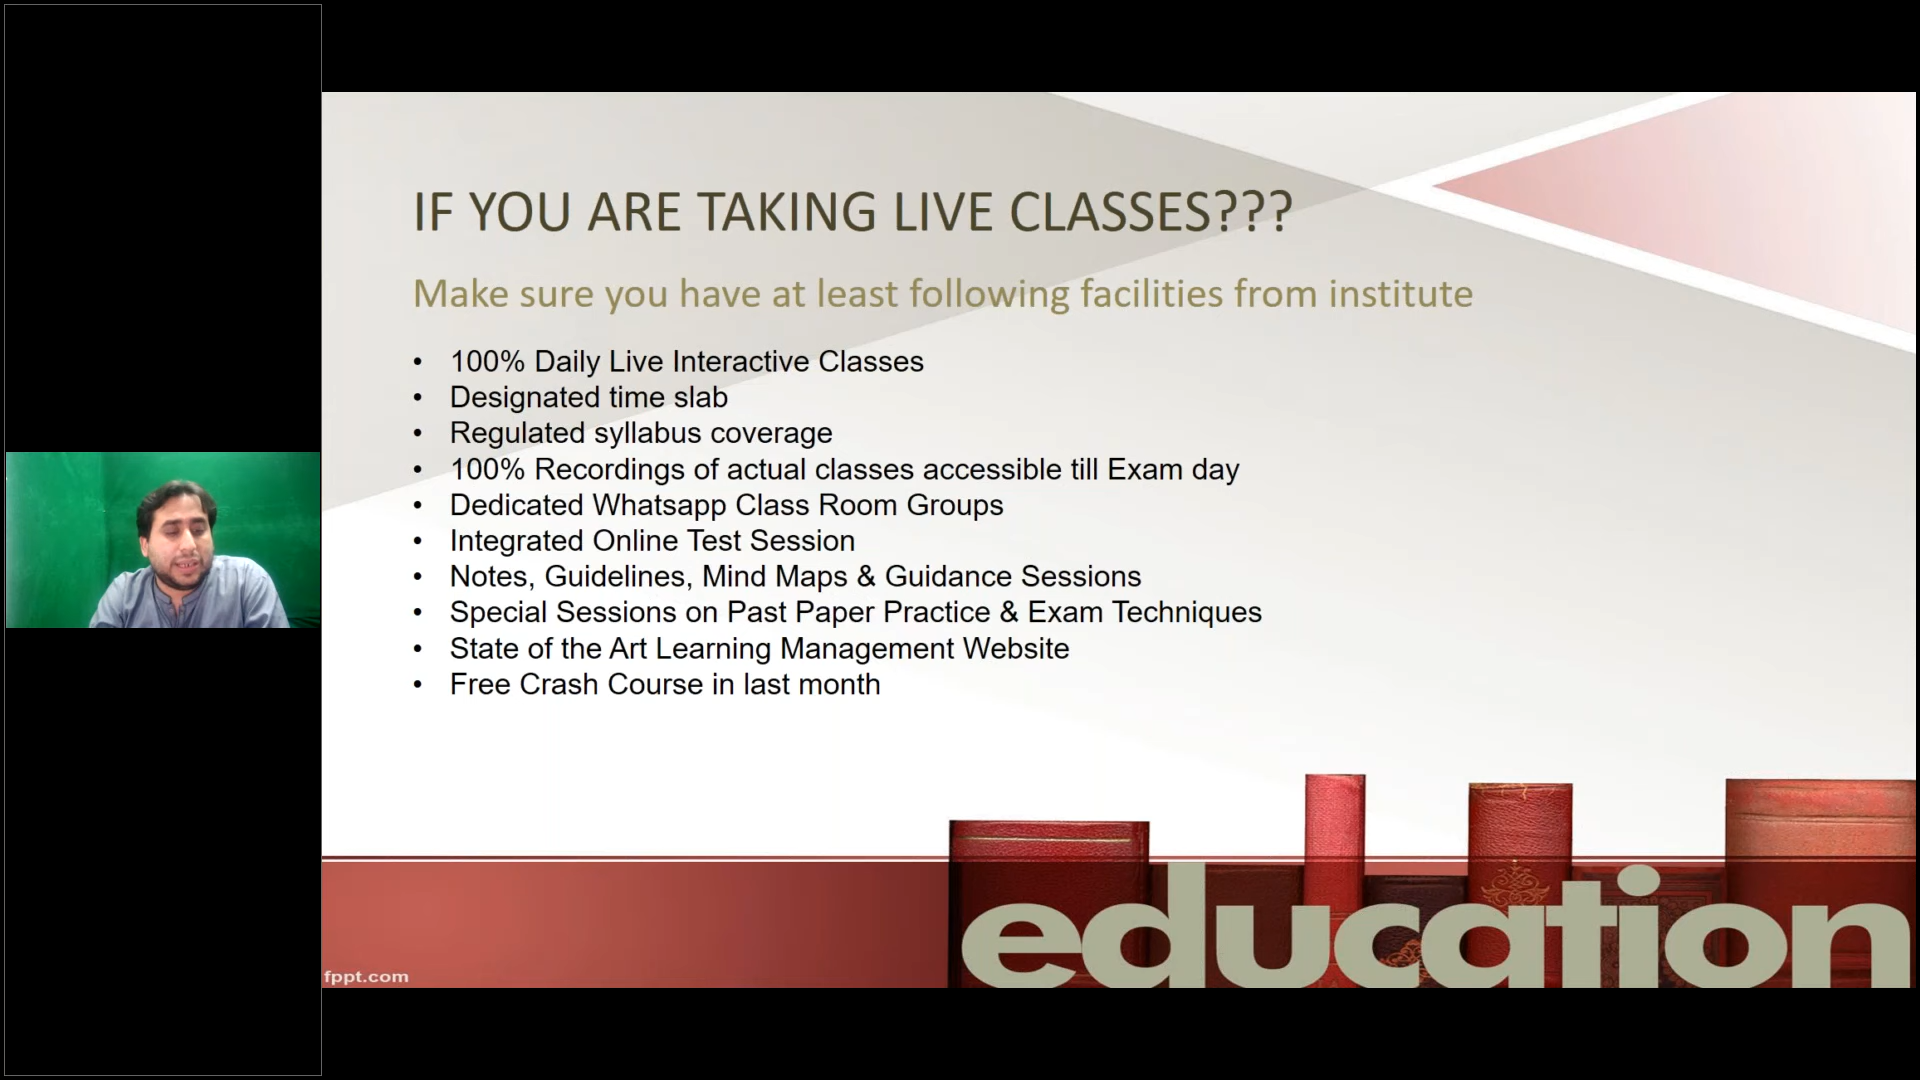 IF YOU ARE TAKING LIVE CLASSES???
Make sure you have at least following facilities from institute
• 100% Daily Live Interactive Classes
• Designated time slab
• Regulated syllabus coverage
• 100% Recordings of actual classes accessible till Exam day
• Dedicated Whatsapp Class Room Groups
• Integrated Online Test Session
• Notes, Guidelines, Mind Maps & Guidance Sessions
• Special Sessions on Past Paper Practice & Exam Techniques
• State of the Art Learning Management Website
• Free Crash Course in last month
education
fppt.com